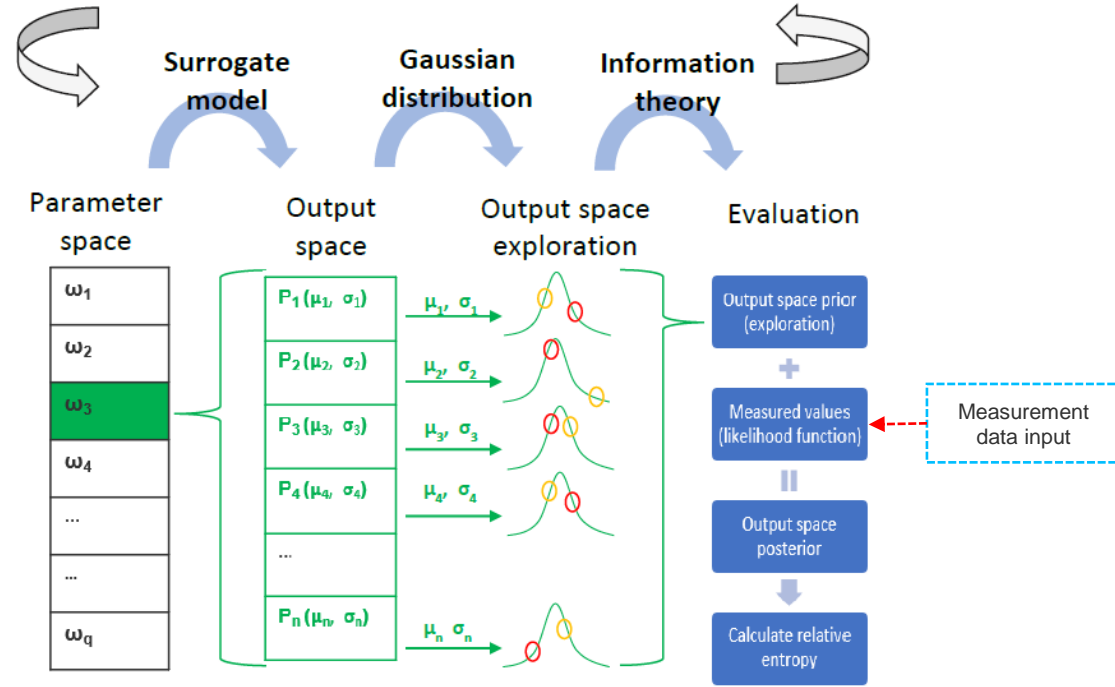 Surrogate
model
Gaussian
distribution
Information
theory
Parameter
space
Output
space
Output space
exploration
Evaluation
ω₁
ω₂
ω₃
ω₄
...
...
ω_q
P₁(μ₁, σ₁)
P₂(μ₂, σ₂)
P₃(μ₃, σ₃)
P₄(μ₄, σ₄)
...
Pₙ(μₙ, σₙ)
μ₁, σ₁
μ₂, σ₂
μ₃, σ₃
μ₄, σ₄
μₙ σₙ
Output space prior
(exploration)
+
Measured values
(likelihood function)
=
Output space
posterior
Calculate relative
entropy
Measurement
data input